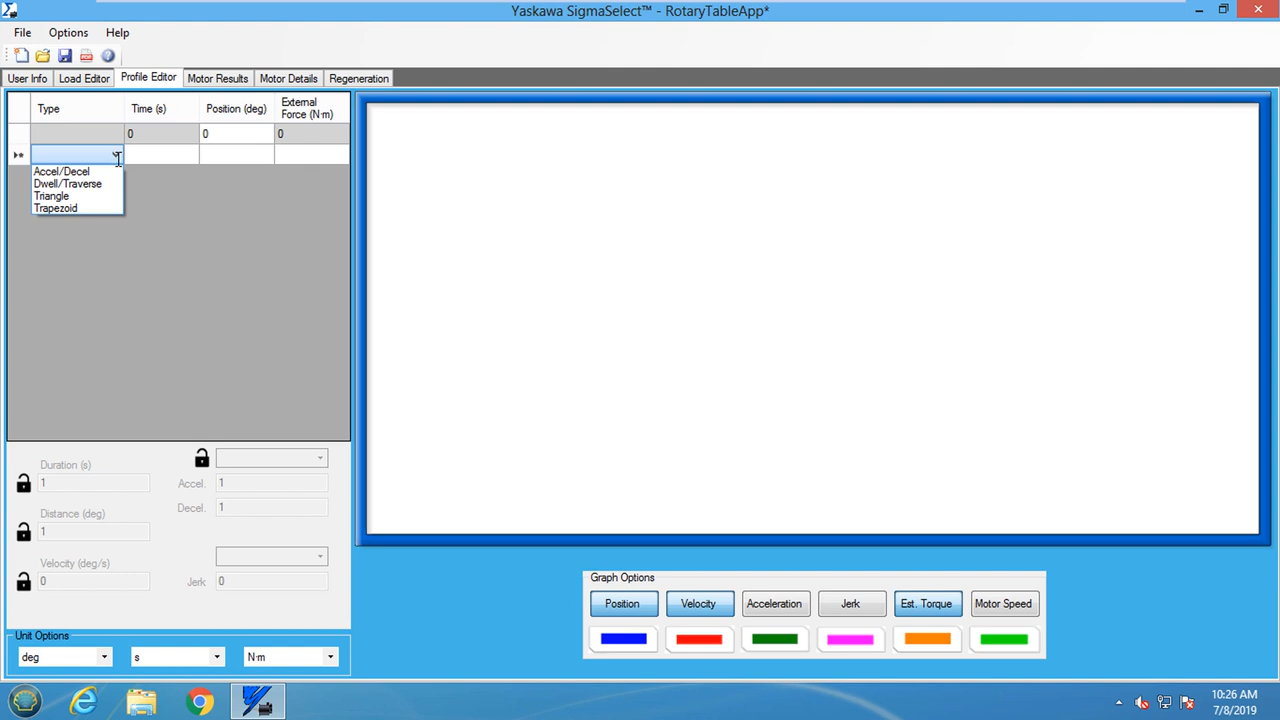 Yaskawa SigmaSelect™ - RotaryTableApp*
File Options Help
User Info Load Editor Profile Editor Motor Results Motor Details Regeneration
Type Time (s) Position (deg) External Force (N·m)
0 0 0
Accel/Decel
Dwell/Traverse
Triangle
Trapezoid
Duration (s)
1
Accel. 1
Decel. 1
Distance (deg)
1
Velocity (deg/s)
0
Jerk 0
Graph Options
Position Velocity Acceleration Jerk Est. Torque Motor Speed
Unit Options
deg s N·m
10:26 AM
7/8/2019